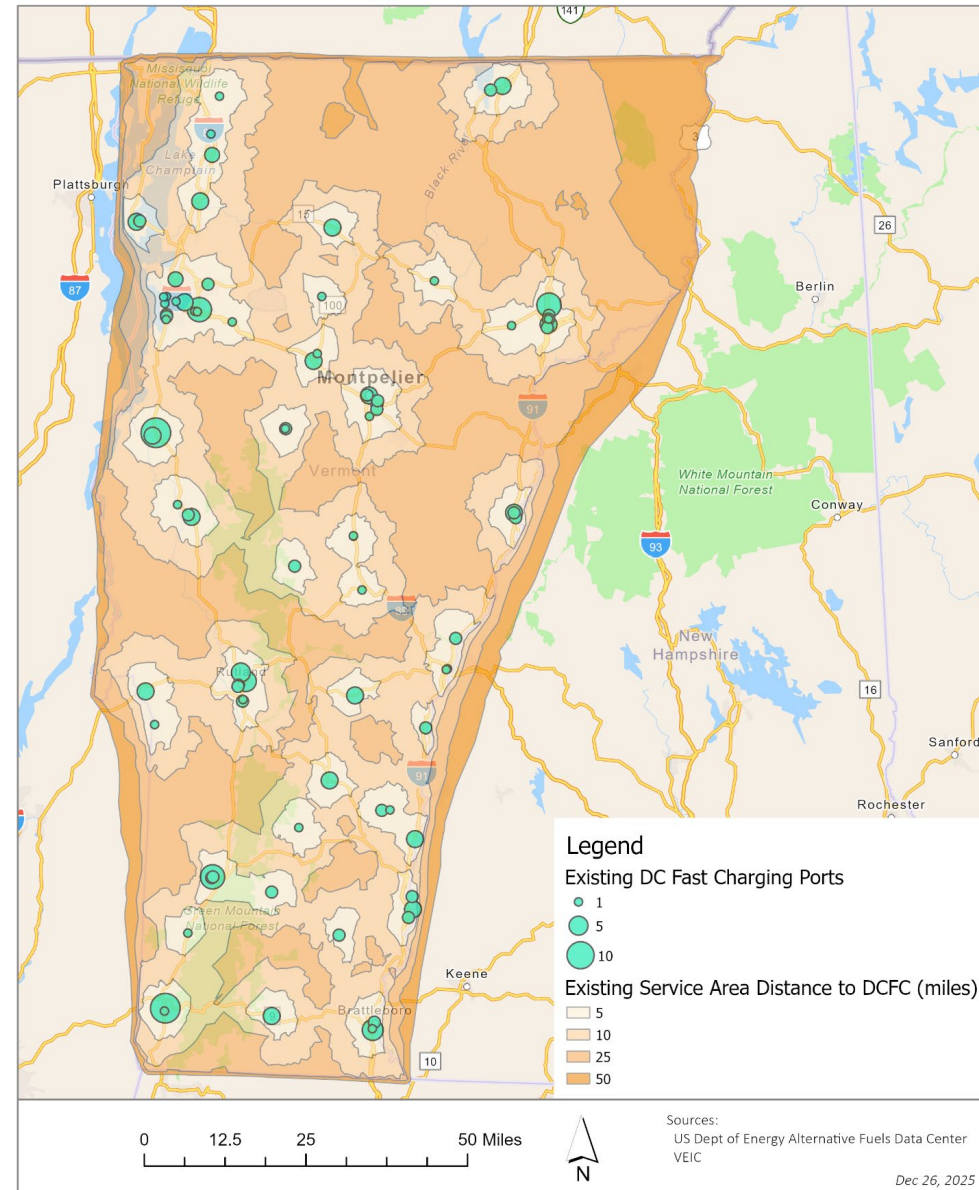 141
Missisquoi
National Wildlife
Refuge
3
Lake
Champlain
Black River
Plattsburgh
15
26
87
Berlin
100
Montpelier
91
Vermont
White Mountain
National Forest
Conway
93
89
New
Hampshire
Rutland
16
Sanford
91
Rochester
Green Mountain
National Forest
Keene
9
Brattleboro
10
Legend
Existing DC Fast Charging Ports
1
5
10
Existing Service Area Distance to DCFC (miles)
5
10
25
50
0 12.5 25 50 Miles
N
Sources:
US Dept of Energy Alternative Fuels Data Center
VEIC
Dec 26, 2025